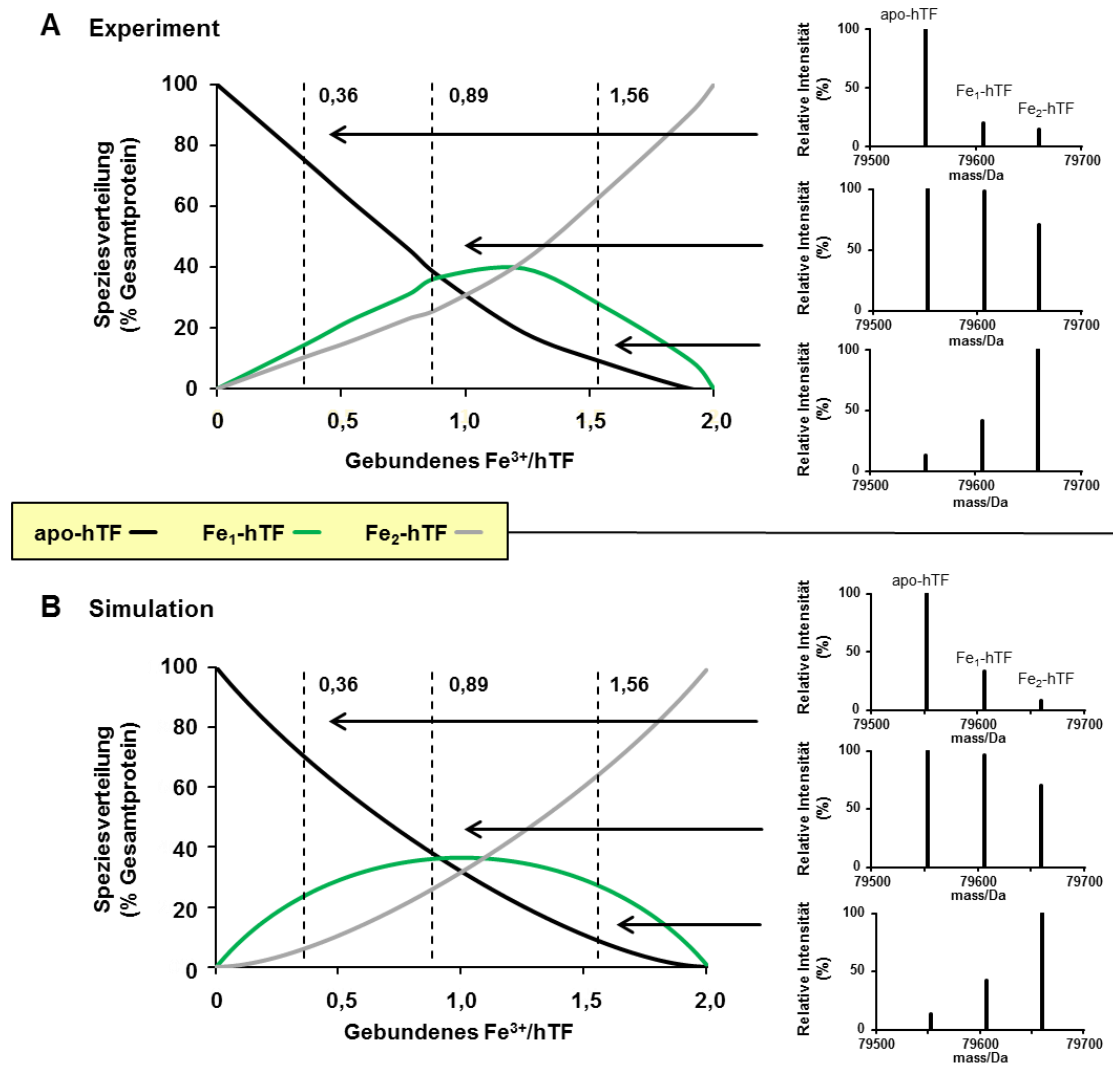 A Experiment
Speziesverteilung
(% Gesamtprotein)
100
80
60
40
20
0
0,36
0,89
1,56
0
0,5
1,0
1,5
2,0
Gebundenes Fe³⁺/hTF
apo-hTF
Fe₁-hTF
Fe₂-hTF
Relative Intensität
(%)
100
50
0
79500
79600
79700
mass/Da
Relative Intensität
(%)
100
50
0
79500
79600
79700
mass/Da
Relative Intensität
(%)
100
50
0
79500
79600
79700
mass/Da
apo-hTF
Fe₁-hTF
Fe₂-hTF
B Simulation
Speziesverteilung
(% Gesamtprotein)
100
80
60
40
20
0
0,36
0,89
1,56
0
0,5
1,0
1,5
2,0
Gebundenes Fe³⁺/hTF
apo-hTF
Fe₁-hTF
Fe₂-hTF
Relative Intensität
(%)
100
50
0
79500
79600
79700
mass/Da
Relative Intensität
(%)
100
50
0
79500
79600
79700
mass/Da
Relative Intensität
(%)
100
50
0
79500
79600
79700
mass/Da